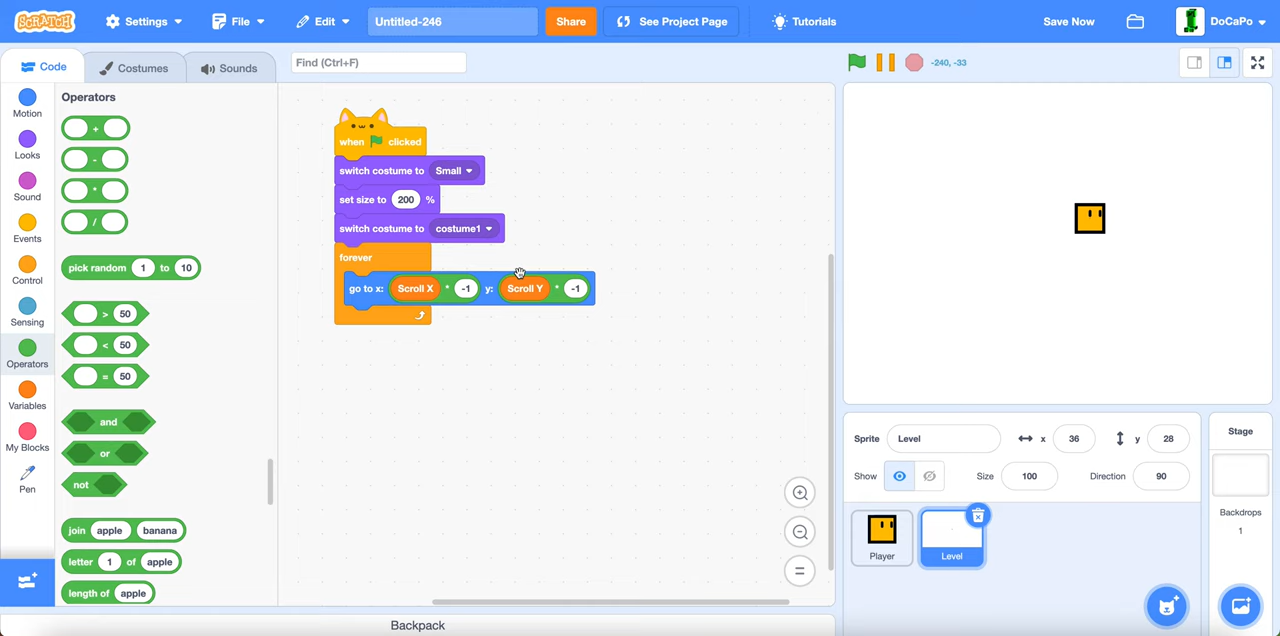 SCRATCH Settings File Edit Untitled-246 Share See Project Page Tutorials Save Now DoCaPo
Code Costumes Sounds Find (Ctrl+F) -240, -33
Motion
Looks
Sound
Events
Control
Sensing
Operators
Variables
My Blocks
Pen
Operators
+
-
*
/
pick random 1 to 10
> 50
< 50
= 50
and
or
not
join apple banana
letter 1 of apple
length of apple
when clicked
switch costume to Small
set size to 200 %
switch costume to costume1
forever
go to x: Scroll X * -1 y: Scroll Y * -1
Sprite Level x 36 y 28
Show Size 100 Direction 90
Player
Level
Stage
Backdrops
1
Backpack